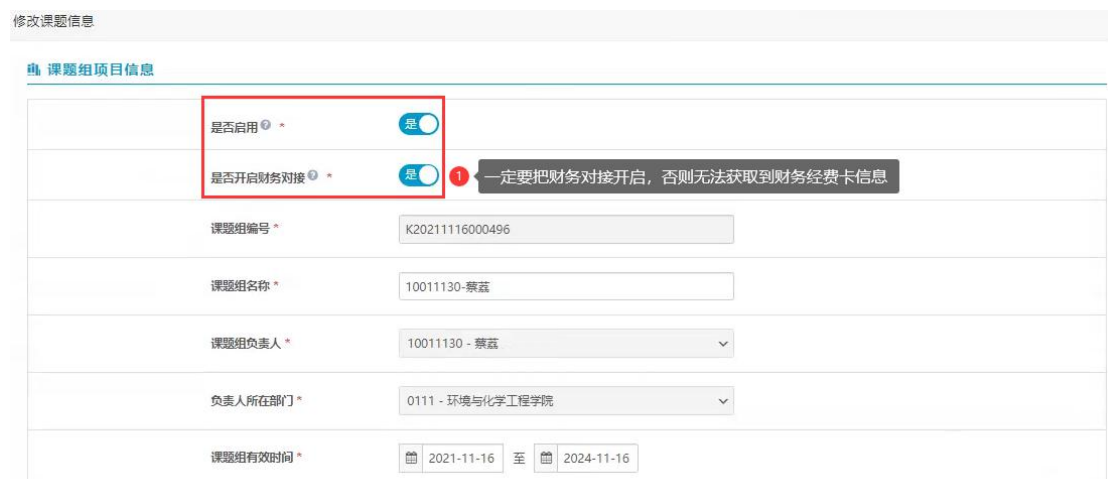 修改课题信息
课题组项目信息
是否启用 *
是
是否开启财务对接 *
是
1
一定要把财务对接开启，否则无法获取到财务经费卡信息
课题组编号 *
K20211116000496
课题组名称 *
10011130-蔡荔
课题组负责人 *
10011130 - 蔡荔
负责人所在部门 *
0111 - 环境与化学工程学院
课题组有效时间 *
2021-11-16 至 2024-11-16